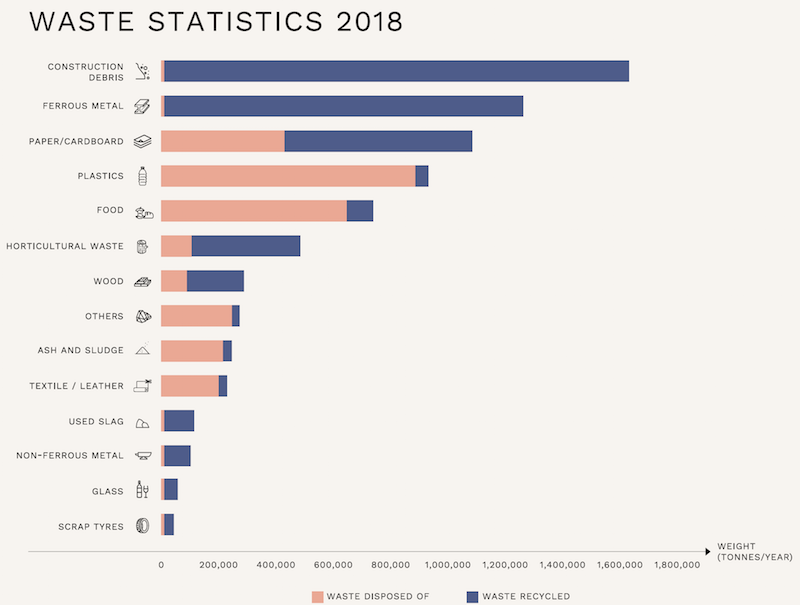 WASTE STATISTICS 2018
CONSTRUCTION
DEBRIS
FERROUS METAL
PAPER/CARDBOARD
PLASTICS
FOOD
HORTICULTURAL WASTE
WOOD
OTHERS
ASH AND SLUDGE
TEXTILE / LEATHER
USED SLAG
NON-FERROUS METAL
GLASS
SCRAP TYRES
WEIGHT
(TONNES/YEAR)
0 200,000 400,000 600,000 800,000 1,000,000 1,200,000 1,400,000 1,600,000 1,800,000
WASTE DISPOSED OF WASTE RECYCLED